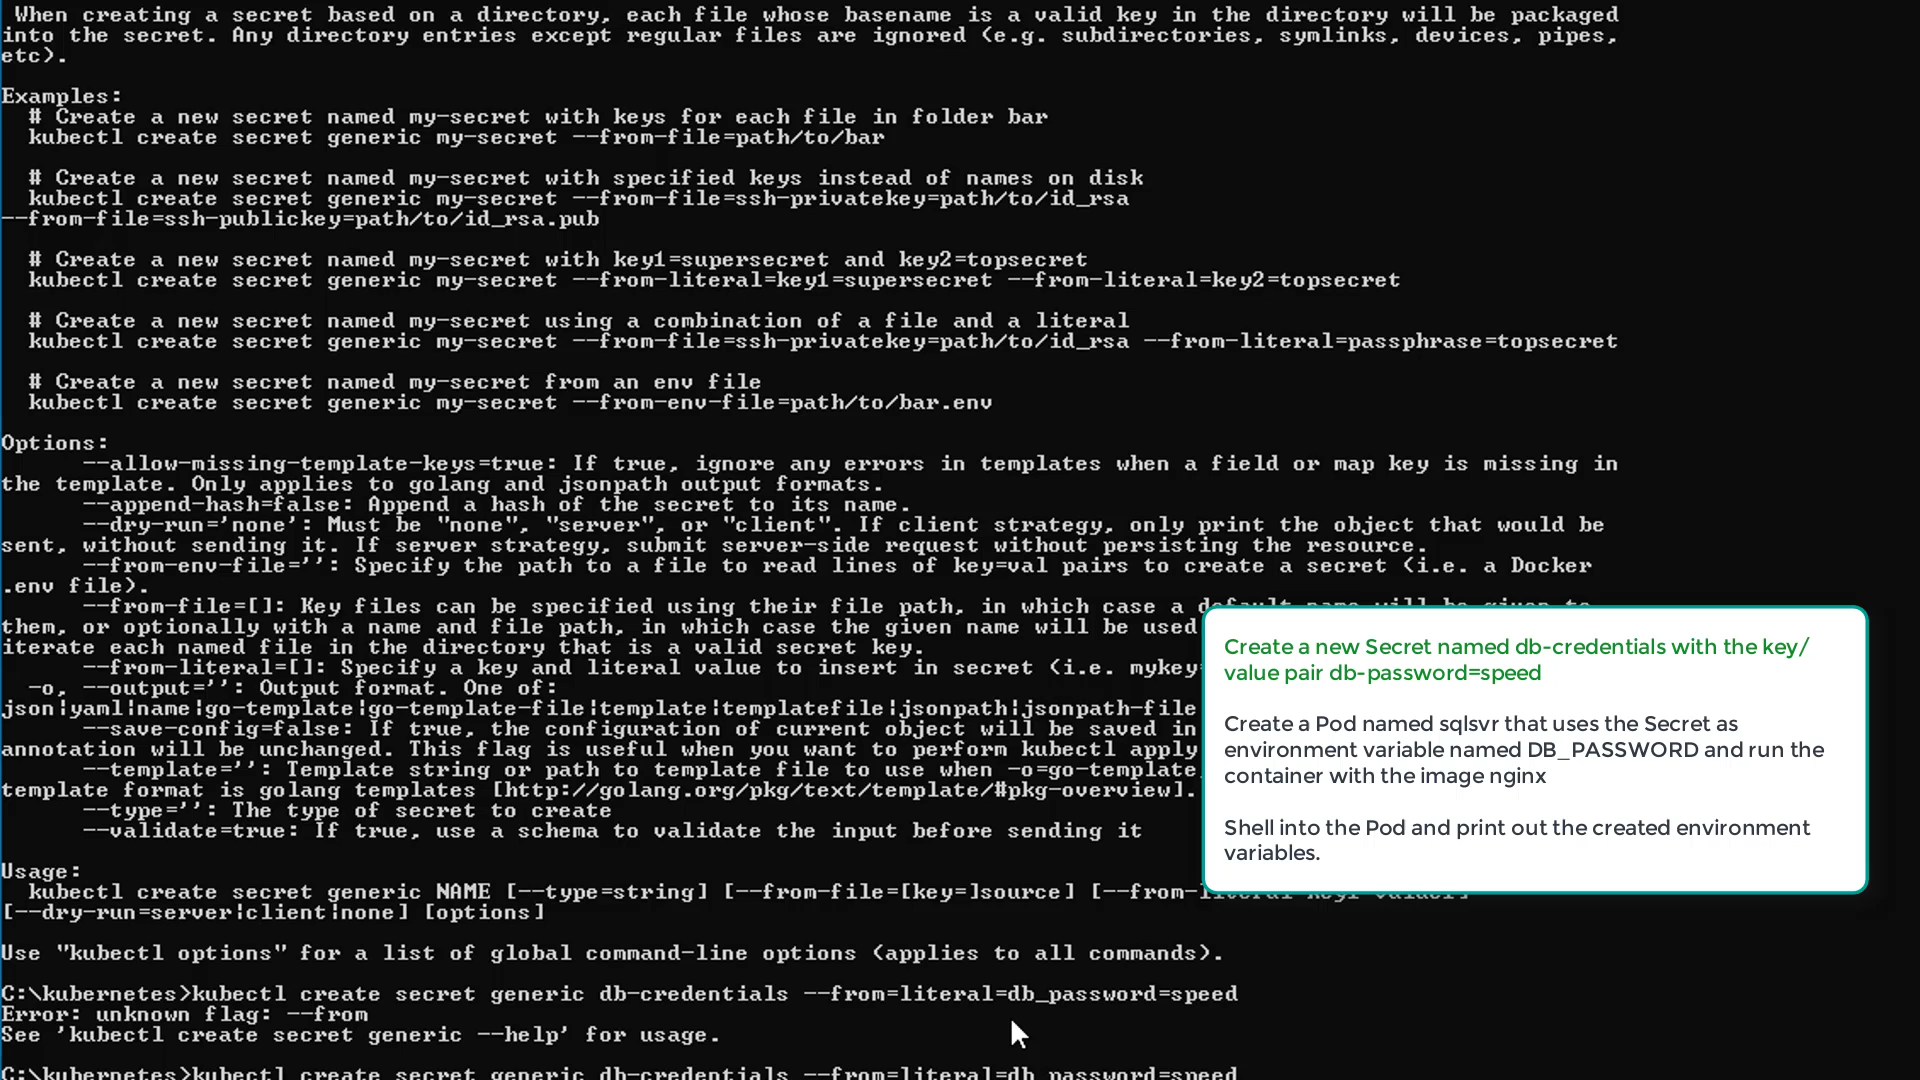 When creating a secret based on a directory, each file whose basename is a valid key in the directory will be packaged
into the secret. Any directory entries except regular files are ignored (e.g. subdirectories, symlinks, devices, pipes,
etc).
Examples:
# Create a new secret named my-secret with keys for each file in folder bar
kubectl create secret generic my-secret --from-file=path/to/bar
# Create a new secret named my-secret with specified keys instead of names on disk
kubectl create secret generic my-secret --from-file=ssh-privatekey=path/to/id_rsa
--from-file=ssh-publickey=path/to/id_rsa.pub
# Create a new secret named my-secret with key1=supersecret and key2=topsecret
kubectl create secret generic my-secret --from-literal=key1=supersecret --from-literal=key2=topsecret
# Create a new secret named my-secret using a combination of a file and a literal
kubectl create secret generic my-secret --from-file=ssh-privatekey=path/to/id_rsa --from-literal=passphrase=topsecret
# Create a new secret named my-secret from an env file
kubectl create secret generic my-secret --from-env-file=path/to/bar.env
Options:
--allow-missing-template-keys=true: If true, ignore any errors in templates when a field or map key is missing in
the template. Only applies to golang and jsonpath output formats.
--append-hash=false: Append a hash of the secret to its name.
--dry-run='none': Must be "none", "server", or "client". If client strategy, only print the object that would be
sent, without sending it. If server strategy, submit server-side request without persisting the resource.
--from-env-file='': Specify the path to a file to read lines of key=val pairs to create a secret (i.e. a Docker
.env file).
--from-file=[]: Key files can be specified using their file path, in which case a default name will be given to
them, or optionally with a name and file path, in which case the given name will be used
iterate each named file in the directory that is a valid secret key.
--from-literal=[]: Specify a key and literal value to insert in secret (i.e. mykey=
-o, --output='': Output format. One of:
json|yaml|name|go-template|go-template-file|template|templatefile|jsonpath|jsonpath-file
--save-config=false: If true, the configuration of current object will be saved in
annotation will be unchanged. This flag is useful when you want to perform kubectl apply
--template='': Template string or path to template file to use when -o=go-template,
template format is golang templates [http://golang.org/pkg/text/template/#pkg-overview].
--type='': The type of secret to create
--validate=true: If true, use a schema to validate the input before sending it
Usage:
kubectl create secret generic NAME [--type=string] [--from-file=[key=]source] [--from-literal=key1=value1]
[--dry-run=server|client|none] [options]
Use "kubectl options" for a list of global command-line options (applies to all commands).
C:\kubernetes>kubectl create secret generic db-credentials --from=literal=db_password=speed
Error: unknown flag: --from
See 'kubectl create secret generic --help' for usage.
C:\kubernetes>kubectl create secret generic db-credentials --from=literal=db_password=speed
Create a new Secret named db-credentials with the key/
value pair db-password=speed
Create a Pod named sqlsvr that uses the Secret as
environment variable named DB_PASSWORD and run the
container with the image nginx
Shell into the Pod and print out the created environment
variables.